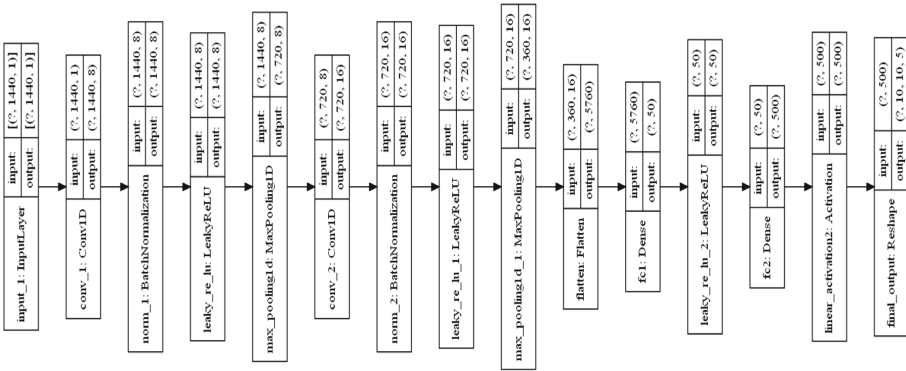 input_1: InputLayer
input:
output:
[(?, 1440, 1)]
[(?, 1440, 1)]
conv_1: Conv1D
input:
output:
(?, 1440, 1)
(?, 1440, 8)
norm_1: BatchNormalization
input:
output:
(?, 1440, 8)
(?, 1440, 8)
leaky_re_lu: LeakyReLU
input:
output:
(?, 1440, 8)
(?, 1440, 8)
max_pooling1d: MaxPooling1D
input:
output:
(?, 1440, 8)
(?, 720, 8)
conv_2: Conv1D
input:
output:
(?, 720, 8)
(?, 720, 16)
norm_2: BatchNormalization
input:
output:
(?, 720, 16)
(?, 720, 16)
leaky_re_lu_1: LeakyReLU
input:
output:
(?, 720, 16)
(?, 720, 16)
max_pooling1d_1: MaxPooling1D
input:
output:
(?, 720, 16)
(?, 360, 16)
flatten: Flatten
input:
output:
(?, 360, 16)
(?, 5760)
fc1: Dense
input:
output:
(?, 5760)
(?, 50)
leaky_re_lu_2: LeakyReLU
input:
output:
(?, 50)
(?, 50)
fc2: Dense
input:
output:
(?, 50)
(?, 500)
linear_activation2: Activation
input:
output:
(?, 500)
(?, 500)
final_output: Reshape
input:
output:
(?, 500)
(?, 10, 10, 5)